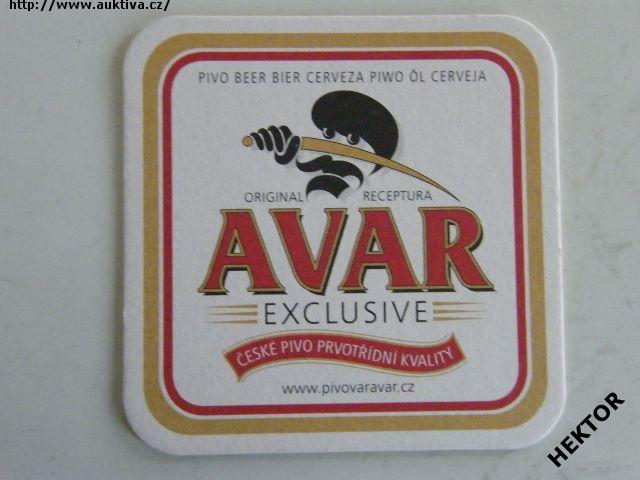 http://www.auktiva.cz/
PIVO BEER BIER CERVEZA PIWO ÖL CERVEJA
ORIGINAL RECEPTURA
AVAR
EXCLUSIVE
ČESKÉ PIVO PRVOTŘÍDNÍ KVALITY
www.pivovaravar.cz
HEKTOR